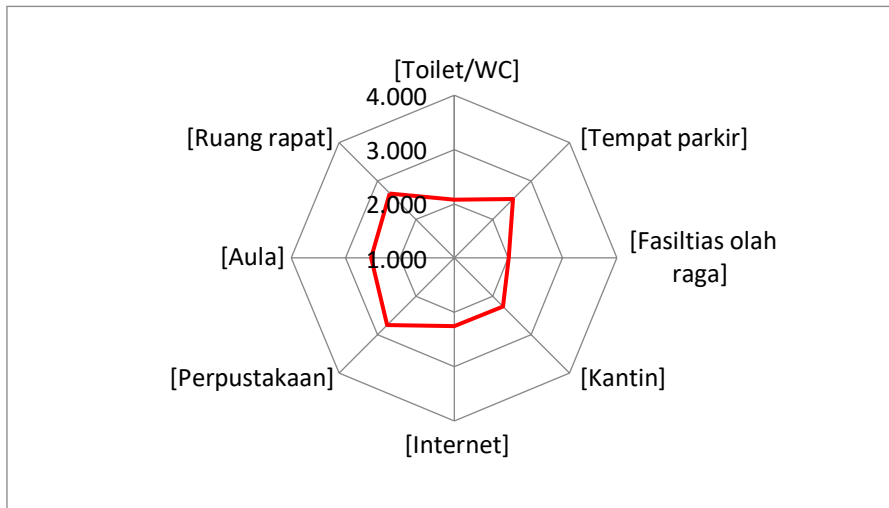 [Toilet/WC]
4.000
[Ruang rapat]
[Tempat parkir]
3.000
2.000
[Aula]
1.000
[Fasiltias olah
raga]
[Perpustakaan]
[Kantin]
[Internet]